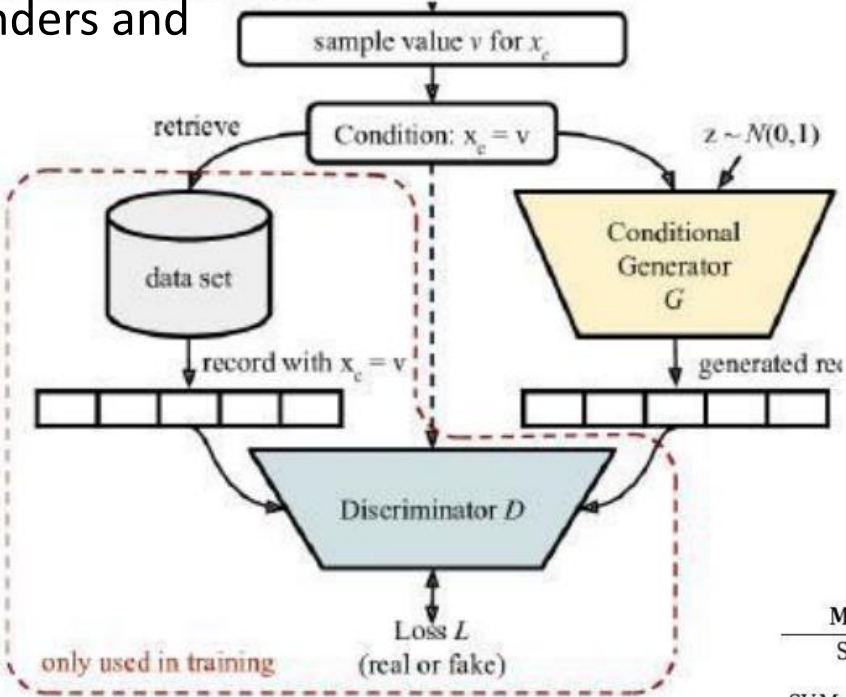 nders and
sample value v for x_c
retrieve
Condition: x_c = v
z ~ N(0,1)
Conditional
Generator
G
data set
record with x_c = v
generated rec
Discriminator D
Loss L
(real or fake)
only used in training
M
S